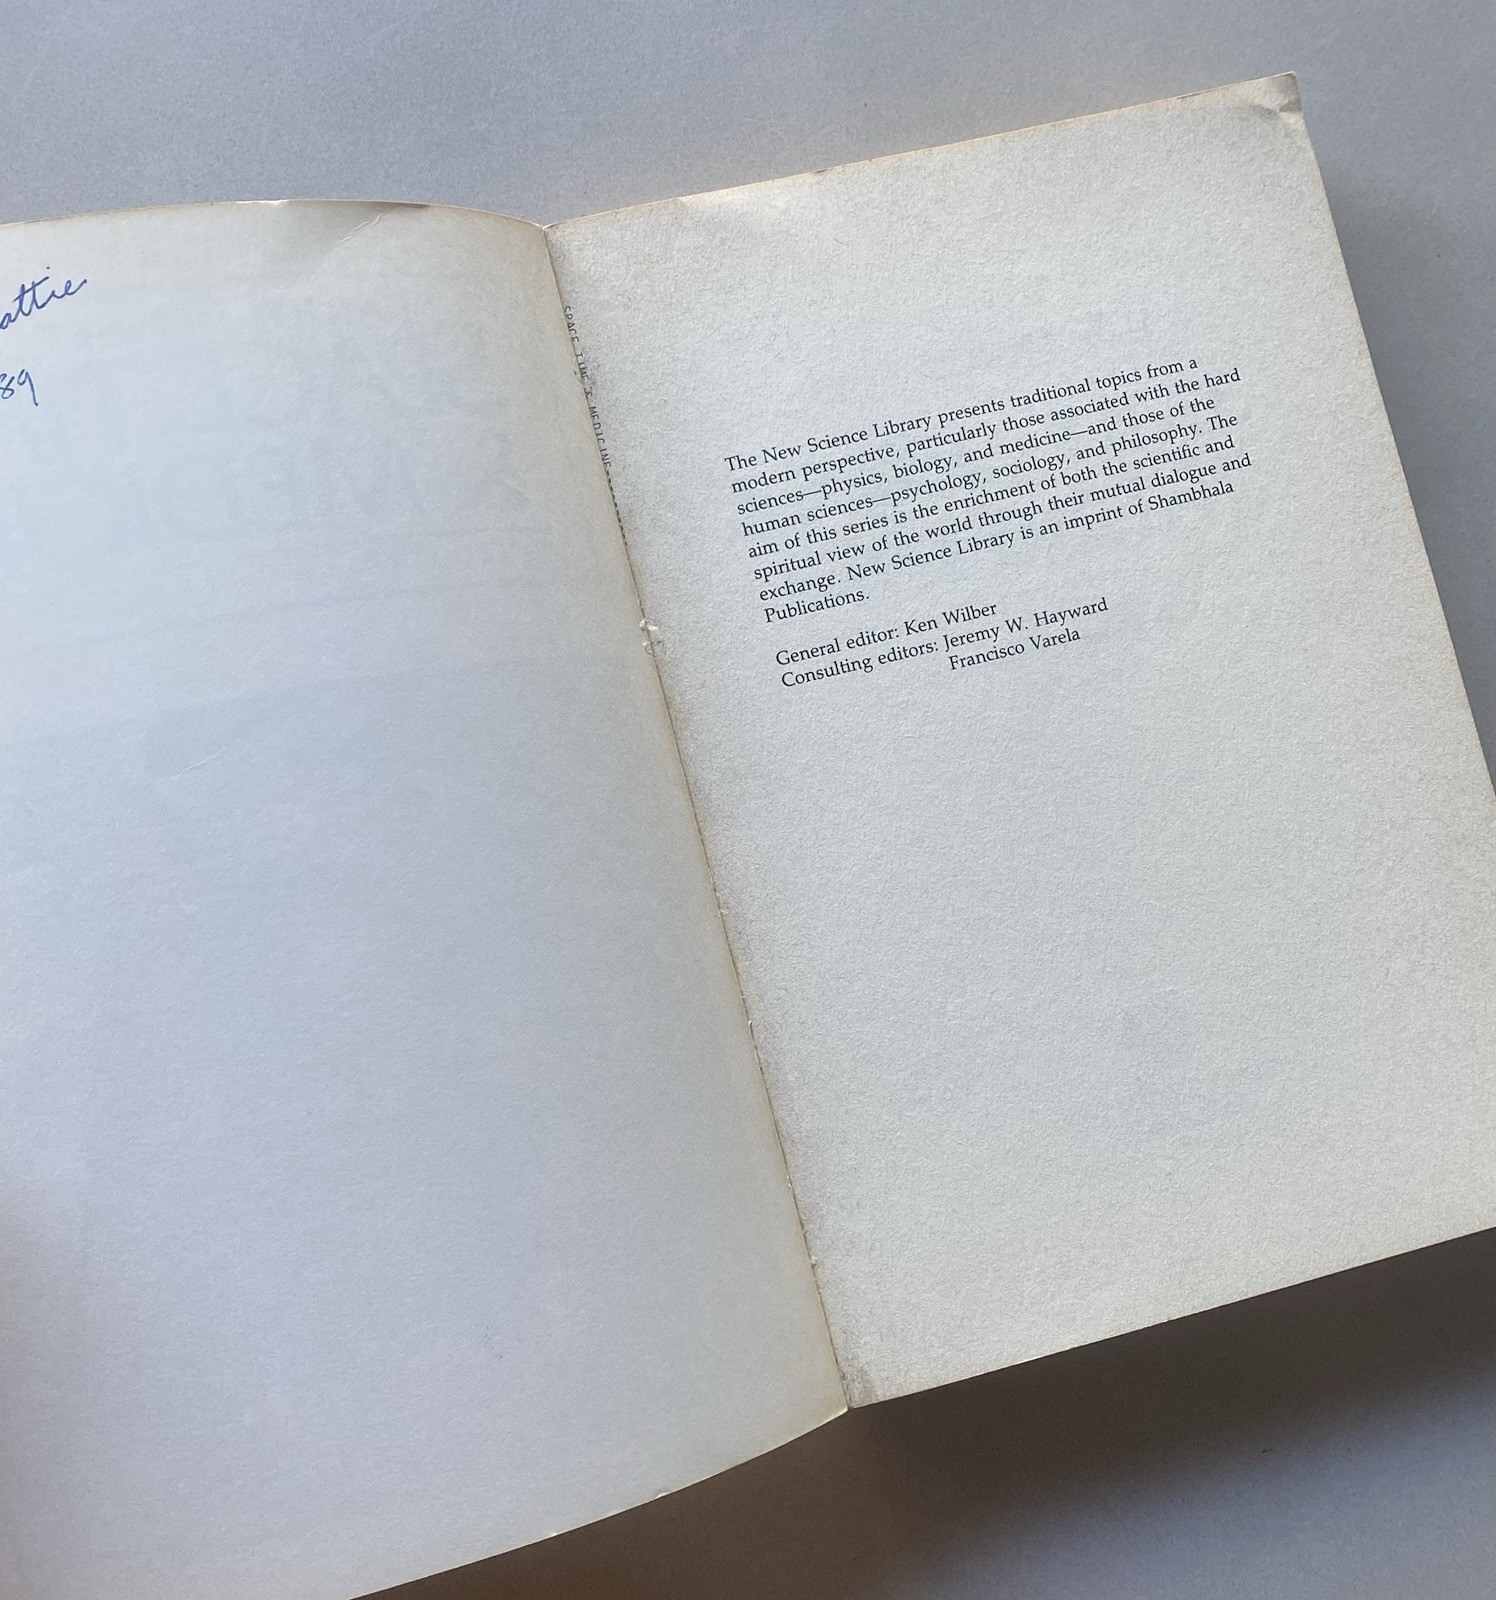 attie
89
SPACE TIME & MEDICINE
The New Science Library presents traditional topics from a
modern perspective, particularly those associated with the hard
sciences—physics, biology, and medicine—and those of the
human sciences—psychology, sociology, and philosophy. The
aim of this series is the enrichment of both the scientific and
spiritual view of the world through their mutual dialogue and
exchange. New Science Library is an imprint of Shambhala
Publications.
General editor: Ken Wilber
Consulting editors: Jeremy W. Hayward
Francisco Varela